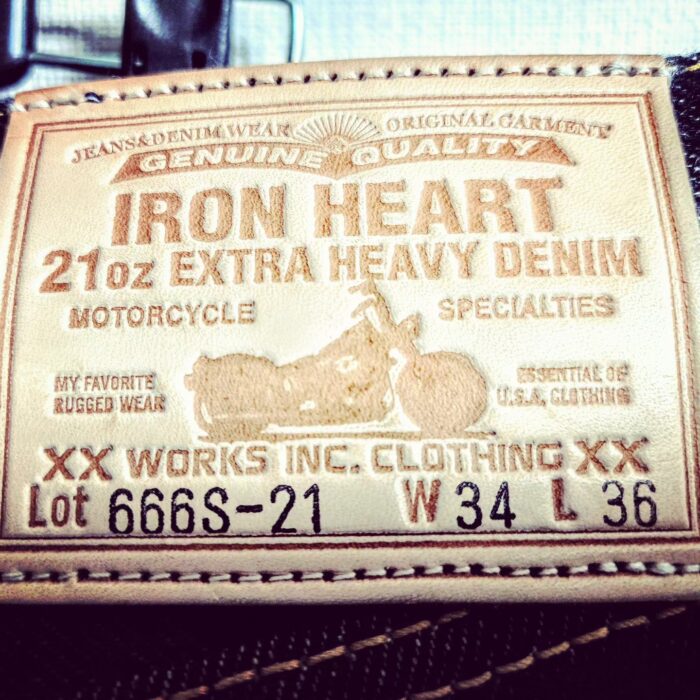 JEANS&DENIM WEAR ORIGINAL GARMENT
GENUINE QUALITY
IRON HEART
21oz EXTRA HEAVY DENIM
MOTORCYCLE SPECIALTIES
MY FAVORITE
RUGGED WEAR
ESSENTIAL OF
U.S.A. CLOTHING
XX WORKS INC. CLOTHING XX
Lot 666S-21 W 34 L 36